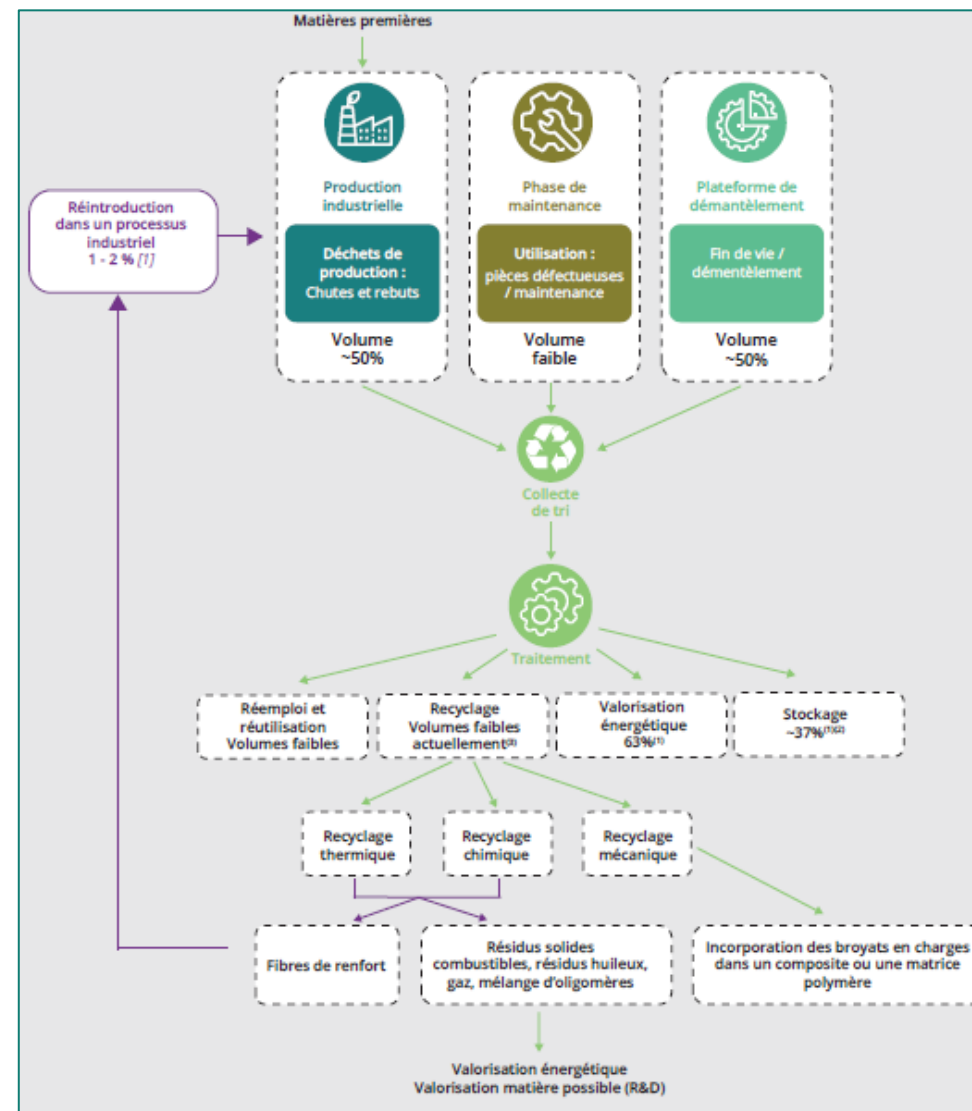 Matières premières
Production
industrielle
Déchets de
production :
Chutes et rebuts
Volume
~50%
Phase de
maintenance
Utilisation :
pièces défectueuses
/ maintenance
Volume
faible
Plateforme de
démantèlement
Fin de vie /
démentèlement
Volume
~50%
Réintroduction
dans un processus
industriel
1 - 2 % [1]
Collecte
de tri
Traitement
Réemploi et
réutilisation
Volumes faibles
Recyclage
Volumes faibles
actuellement⁽³⁾
Valorisation
énergétique
63%⁽¹⁾
Stockage
~37%⁽¹⁾⁽²⁾
Recyclage
thermique
Recyclage
chimique
Recyclage
mécanique
Fibres de renfort
Résidus solides
combustibles, résidus huileux,
gaz, mélange d'oligomères
Incorporation des broyats en charges
dans un composite ou une matrice
polymère
Valorisation énergétique
Valorisation matière possible (R&D)